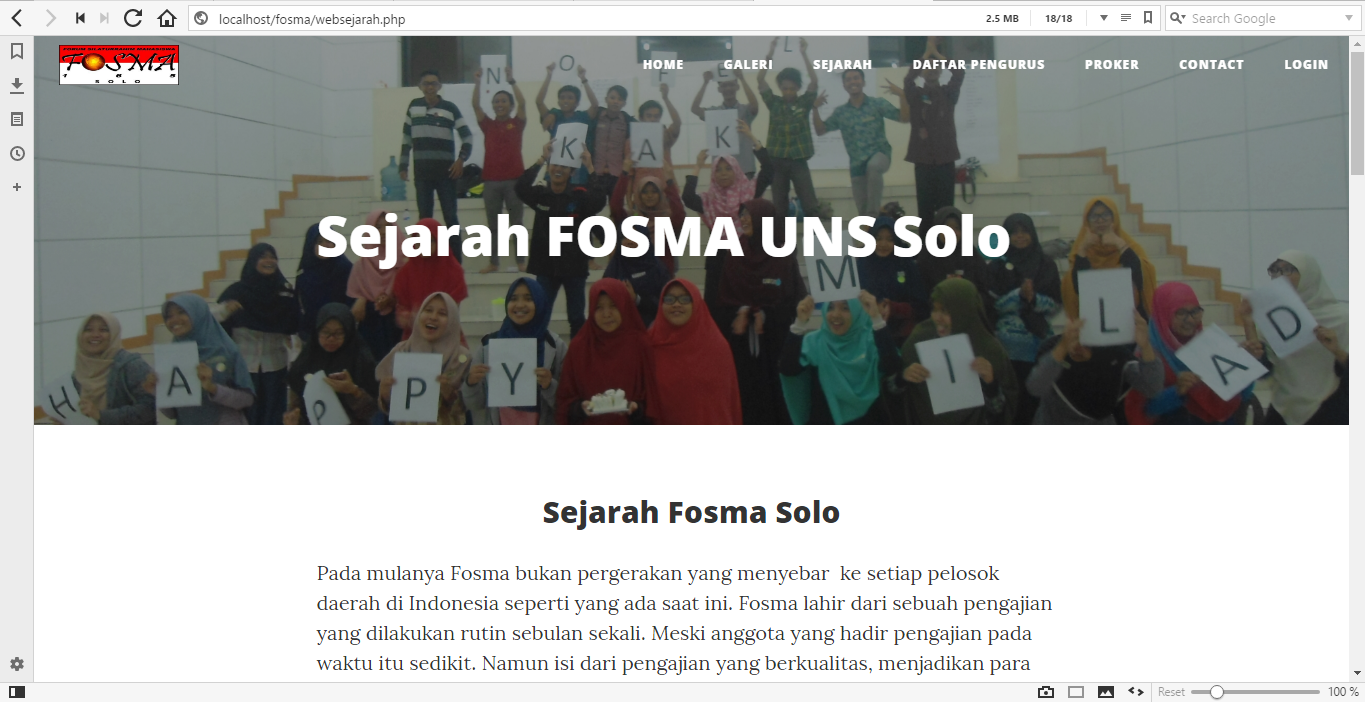 localhost/fosma/websejarah.php
2.5 MB
18/18
Search Google
FOSMA
1 6 5
SOLO
HOME
GALERI
SEJARAH
DAFTAR PENGURUS
PROKER
CONTACT
LOGIN
N O F E L
K A K
Sejarah FOSMA UNS Solo
H A P P Y M I L A D
Sejarah Fosma Solo
Pada mulanya Fosma bukan pergerakan yang menyebar ke setiap pelosok
daerah di Indonesia seperti yang ada saat ini. Fosma lahir dari sebuah pengajian
yang dilakukan rutin sebulan sekali. Meski anggota yang hadir pengajian pada
waktu itu sedikit. Namun isi dari pengajian yang berkualitas, menjadikan para
Reset
100 %